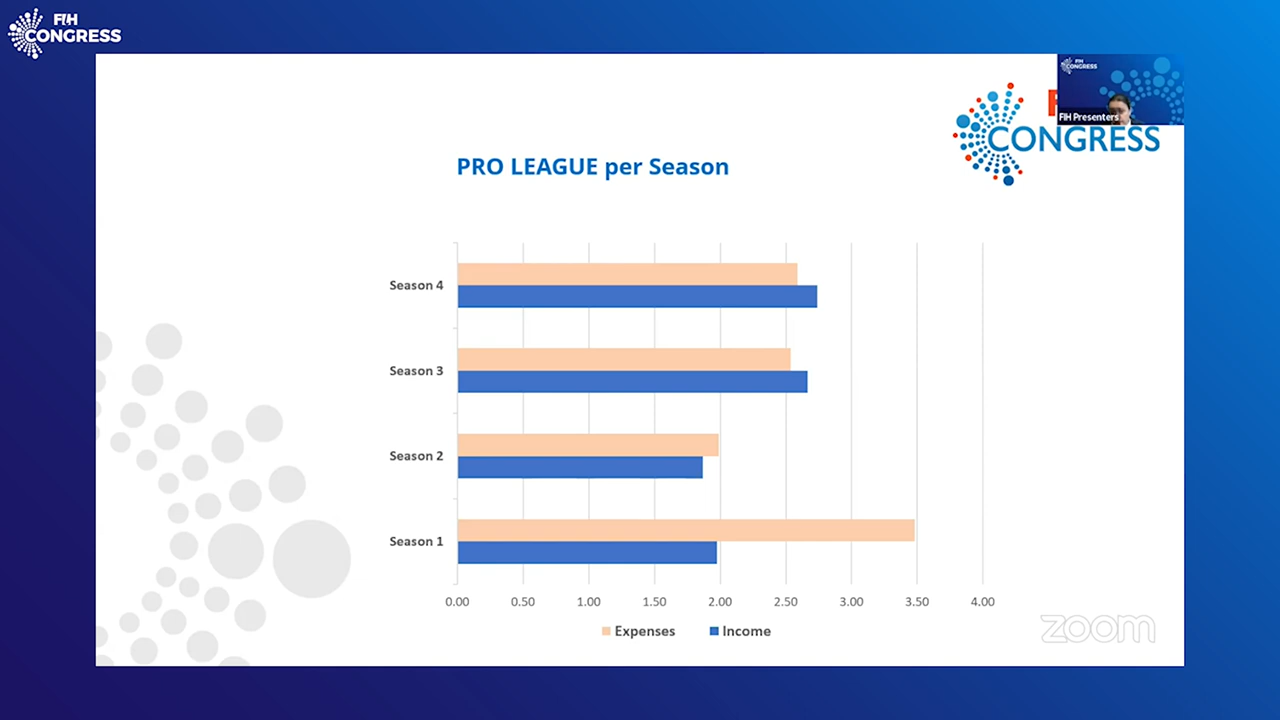 FIH
CONGRESS
FIH
CONGRESS
FIH Presenters
CONGRESS
PRO LEAGUE per Season
Season 4
Season 3
Season 2
Season 1
0.00 0.50 1.00 1.50 2.00 2.50 3.00 3.50 4.00
Expenses Income
zoom